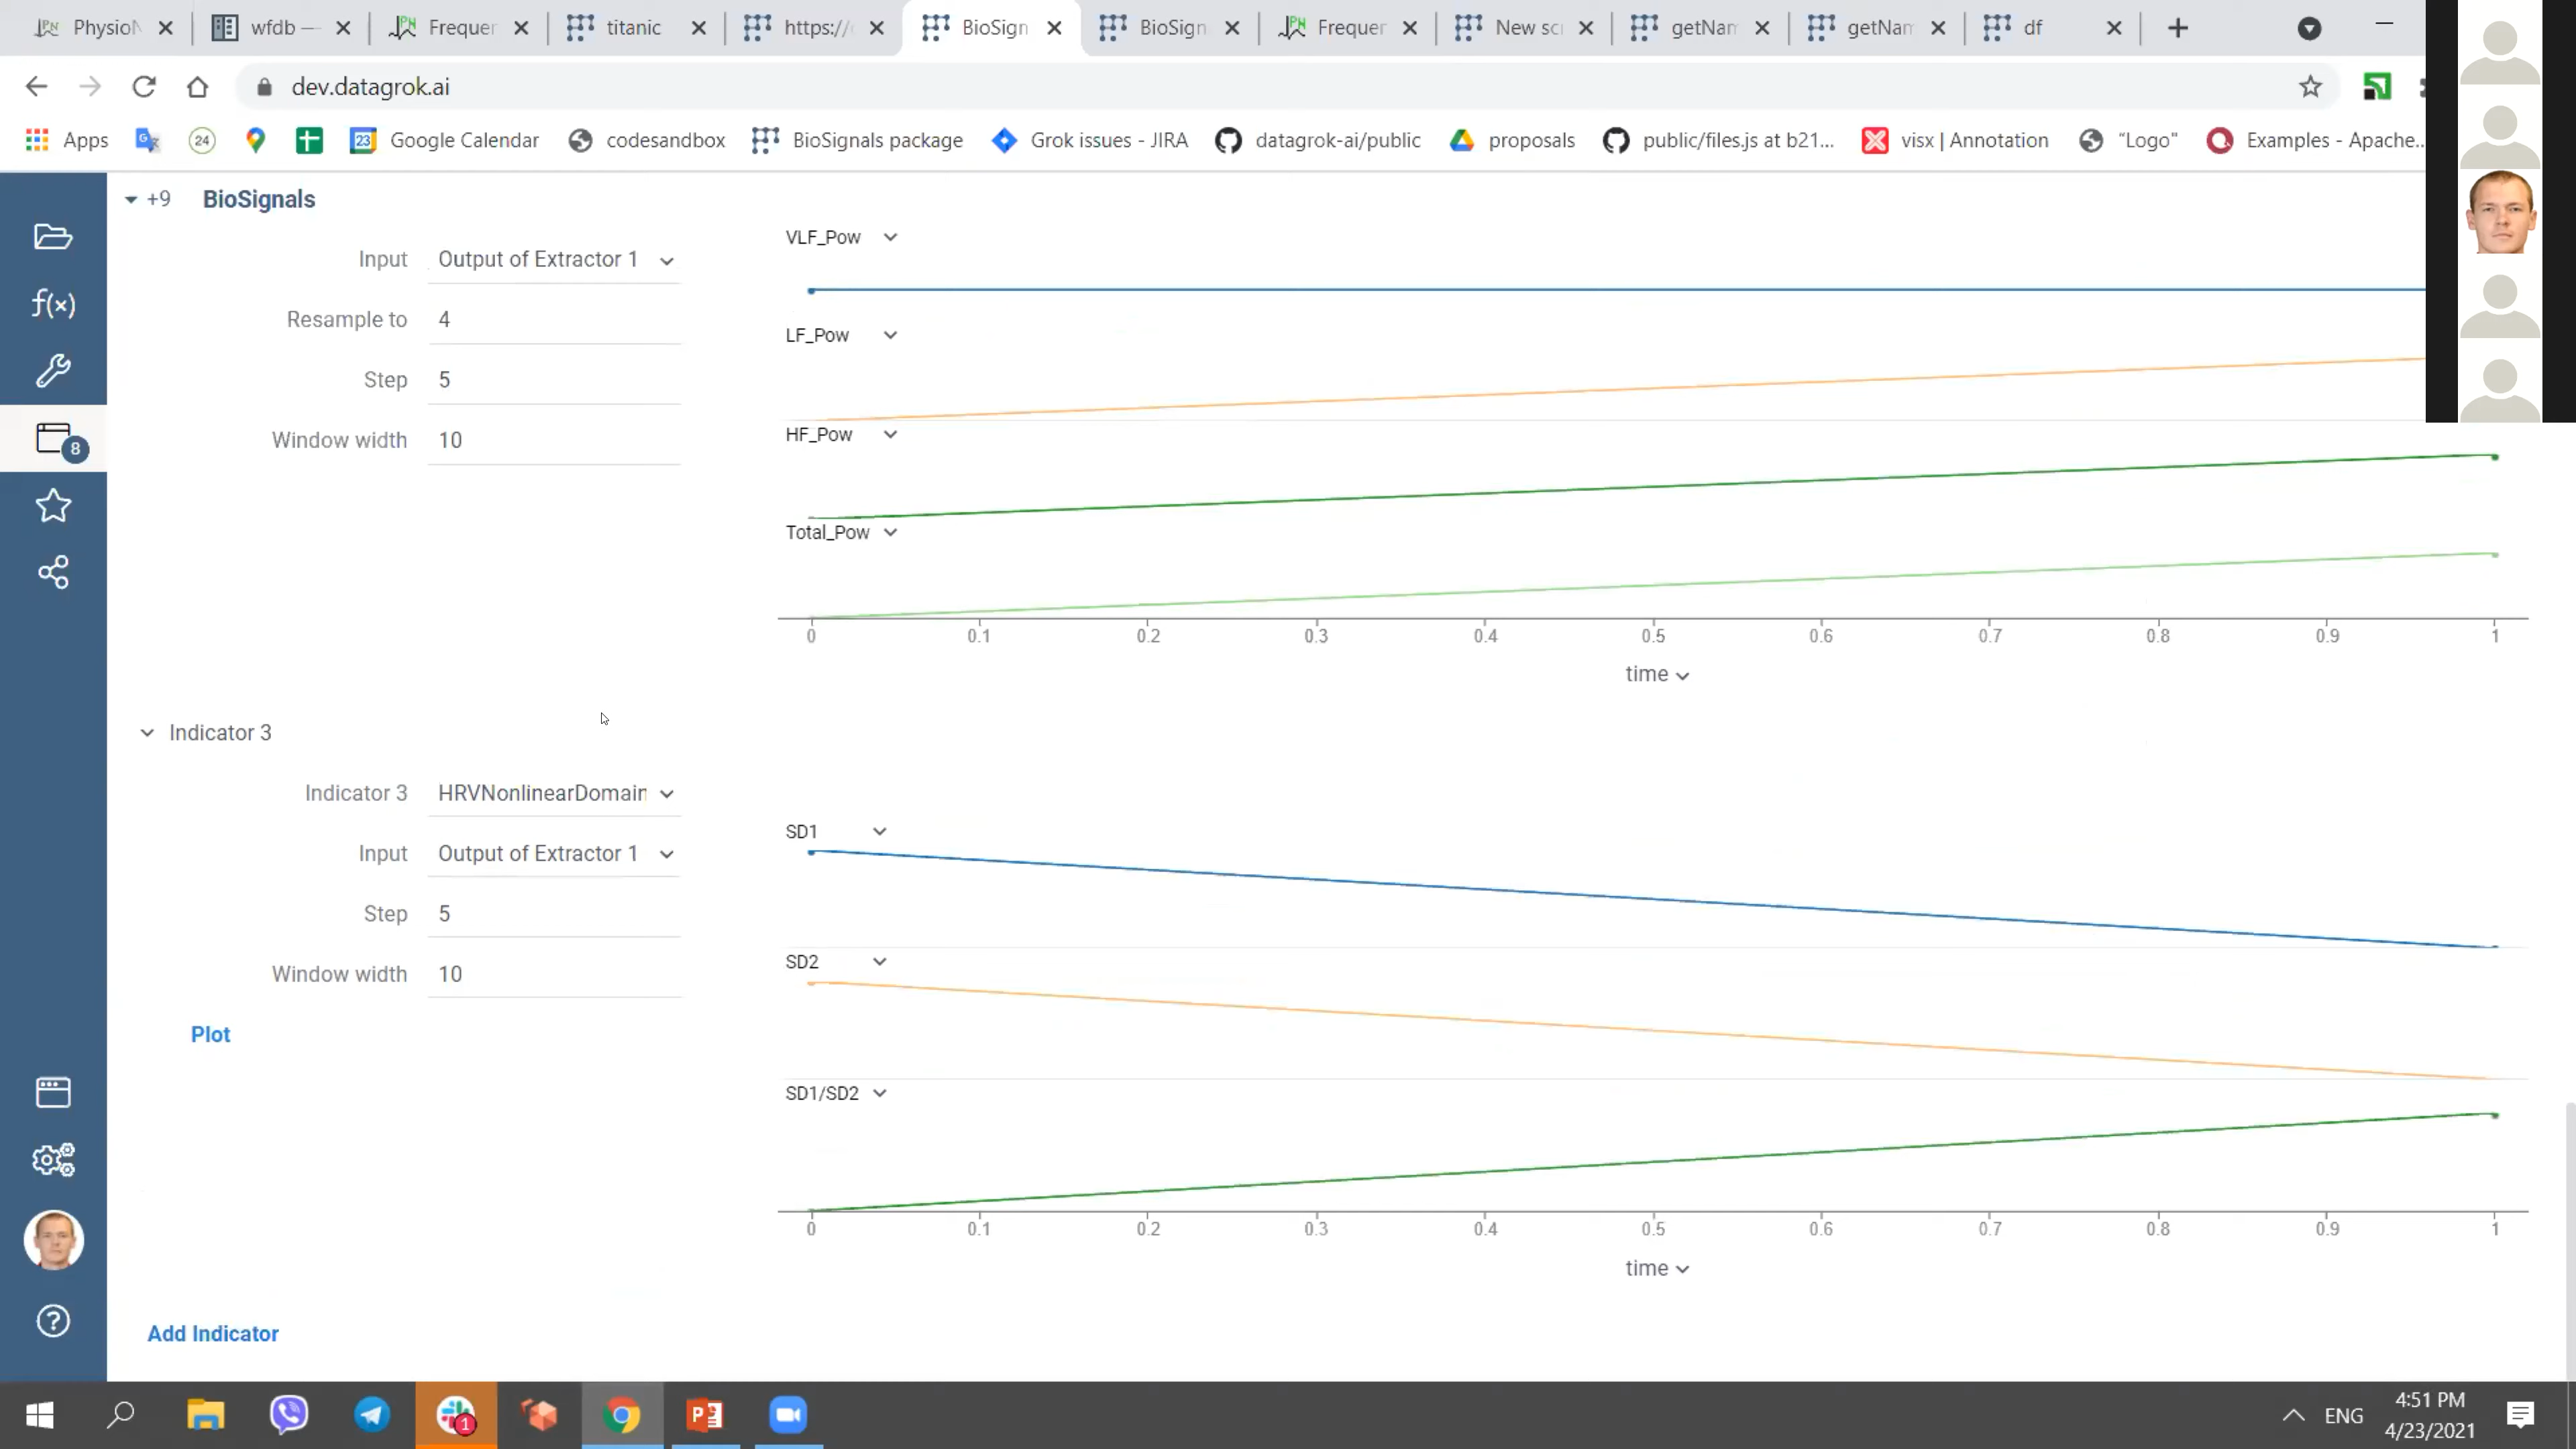 PhysioN
wfdb —
Frequer
titanic
https://
BioSign
BioSign
Frequer
New sc
getNam
getNam
df
dev.datagrok.ai
Apps
24
23
Google Calendar
codesandbox
BioSignals package
Grok issues - JIRA
datagrok-ai/public
proposals
public/files.js at b21...
visx | Annotation
“Logo”
Examples - Apache...
+9
BioSignals
f(x)
8
Input
Output of Extractor 1
Resample to
4
Step
5
Window width
10
VLF_Pow
LF_Pow
HF_Pow
Total_Pow
0 0.1 0.2 0.3 0.4 0.5 0.6 0.7 0.8 0.9 1
time
Indicator 3
Indicator 3
HRVNonlinearDomain
Input
Output of Extractor 1
Step
5
Window width
10
Plot
SD1
SD2
SD1/SD2
0 0.1 0.2 0.3 0.4 0.5 0.6 0.7 0.8 0.9 1
time
Add Indicator
1
ENG
4:51 PM
4/23/2021